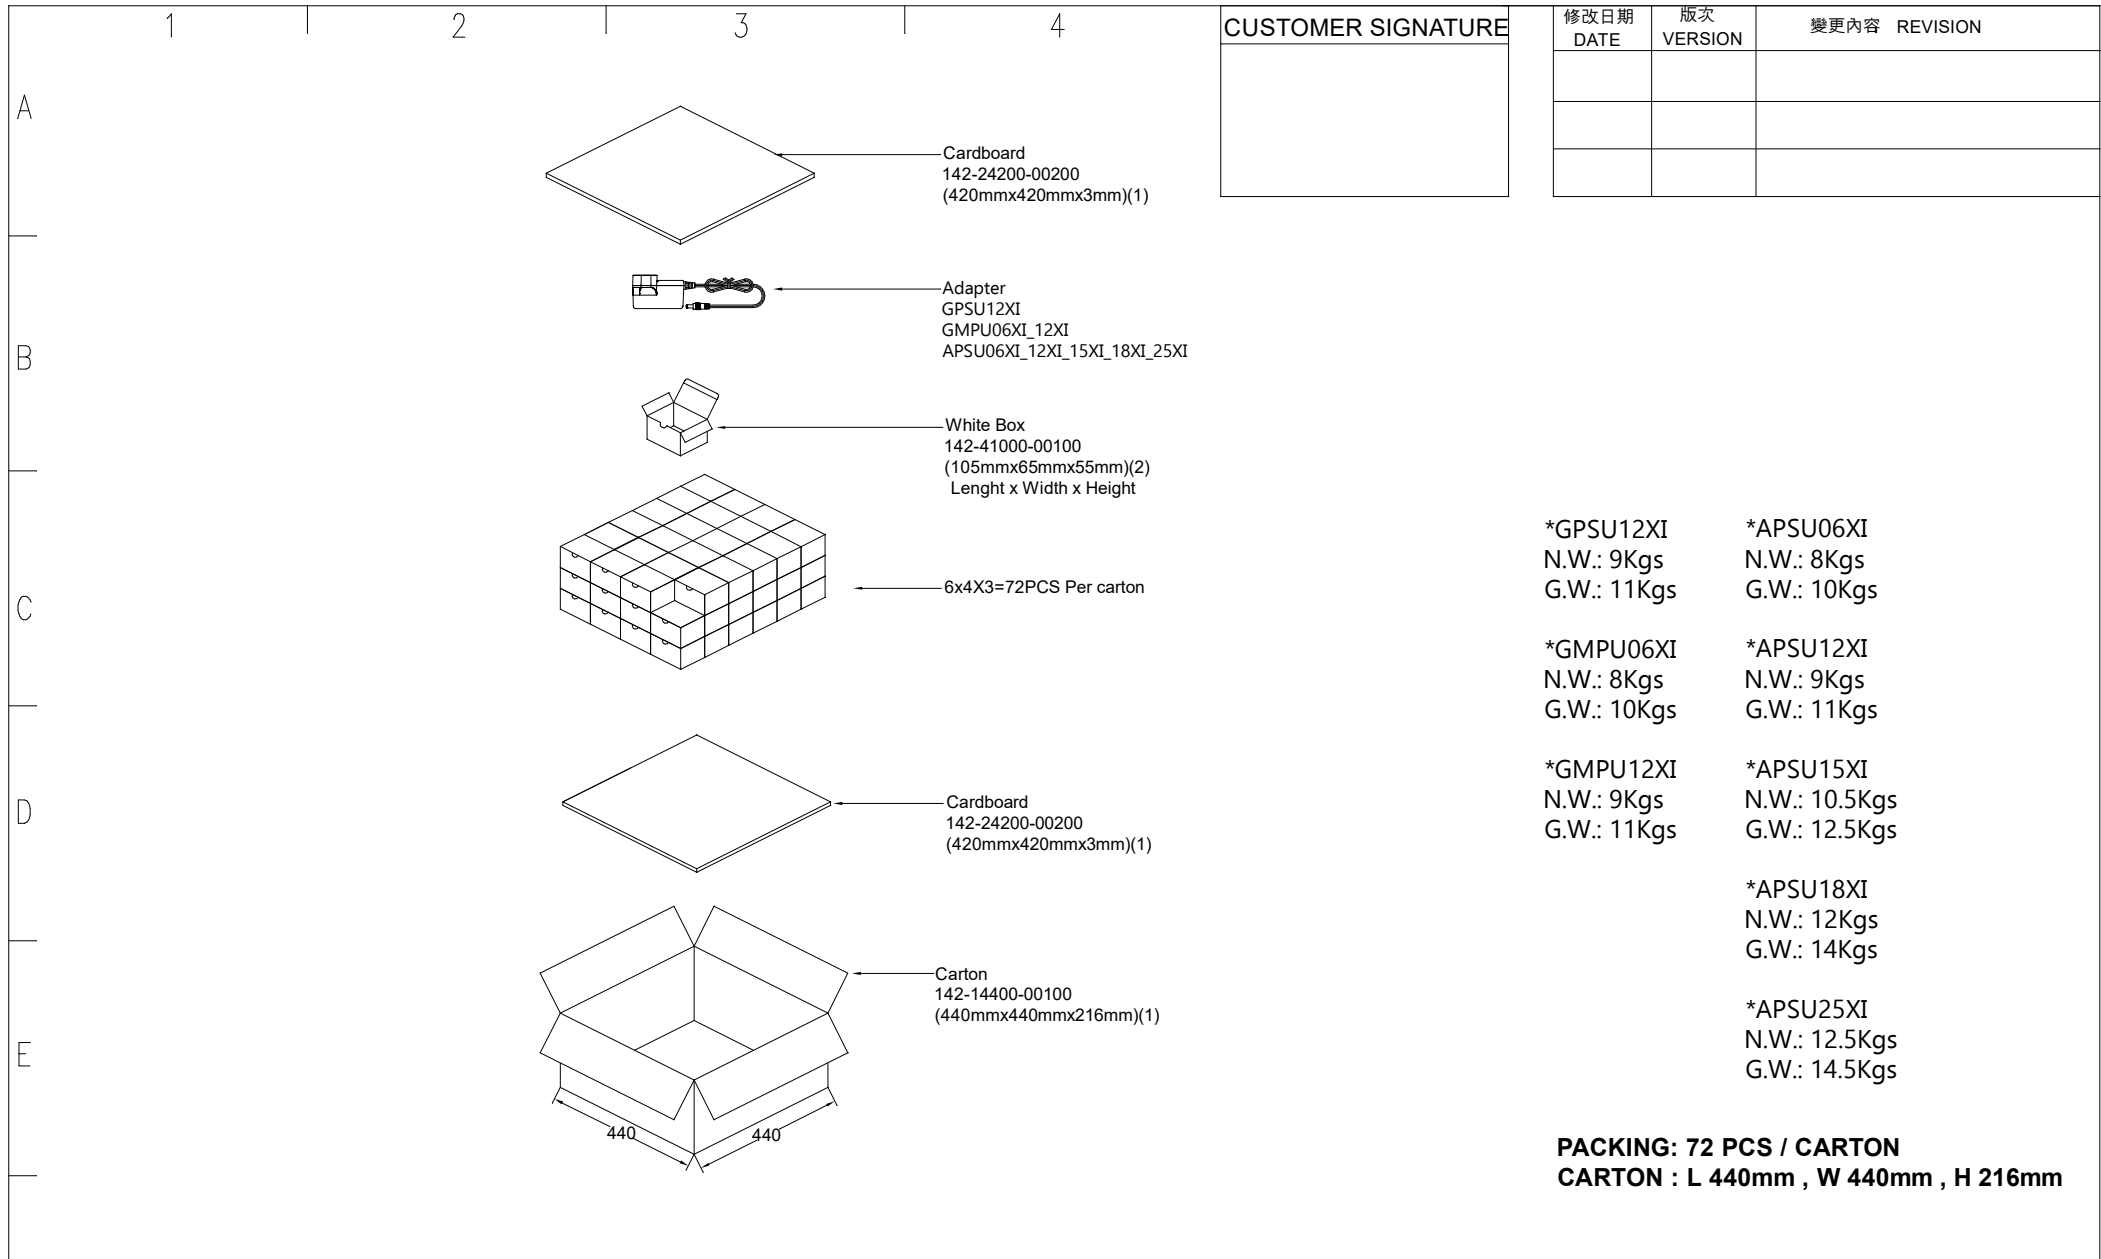 1 2 3 4
CUSTOMER SIGNATURE
修改日期 版次 變更內容 REVISION
DATE VERSION
A
Cardboard
142-24200-00200
(420mmx420mmx3mm)(1)
Adapter
GPSU12XI
GMPU06XI_12XI
APSU06XI_12XI_15XI_18XI_25XI
B
White Box
142-41000-00100
(105mmx65mmx55mm)(2)
Lenght x Width x Height
6x4X3=72PCS Per carton
C
Cardboard
142-24200-00200
(420mmx420mmx3mm)(1)
D
Carton
142-14400-00100
(440mmx440mmx216mm)(1)
E
440 440
*GPSU12XI
N.W.: 9Kgs
G.W.: 11Kgs
*GMPU06XI
N.W.: 8Kgs
G.W.: 10Kgs
*GMPU12XI
N.W.: 9Kgs
G.W.: 11Kgs
*APSU06XI
N.W.: 8Kgs
G.W.: 10Kgs
*APSU12XI
N.W.: 9Kgs
G.W.: 11Kgs
*APSU15XI
N.W.: 10.5Kgs
G.W.: 12.5Kgs
*APSU18XI
N.W.: 12Kgs
G.W.: 14Kgs
*APSU25XI
N.W.: 12.5Kgs
G.W.: 14.5Kgs
PACKING: 72 PCS / CARTON
CARTON : L 440mm , W 440mm , H 216mm